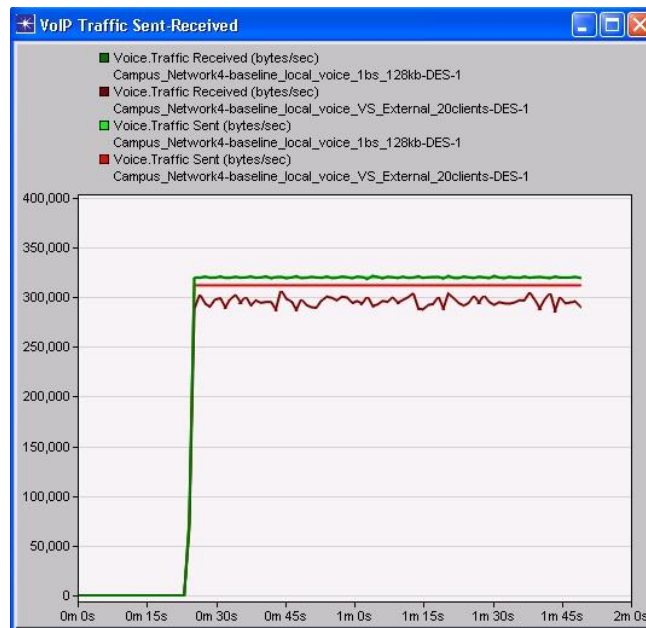 VoIP Traffic Sent-Received
Voice.Traffic Received (bytes/sec)
Campus_Network4-baseline_local_voice_1bs_128kb-DES-1
Voice.Traffic Received (bytes/sec)
Campus_Network4-baseline_local_voice_VS_External_20clients-DES-1
Voice.Traffic Sent (bytes/sec)
Campus_Network4-baseline_local_voice_1bs_128kb-DES-1
Voice.Traffic Sent (bytes/sec)
Campus_Network4-baseline_local_voice_VS_External_20clients-DES-1
400,000
350,000
300,000
250,000
200,000
150,000
100,000
50,000
0
0m 0s 0m 15s 0m 30s 0m 45s 1m 0s 1m 15s 1m 30s 1m 45s 2m 0s